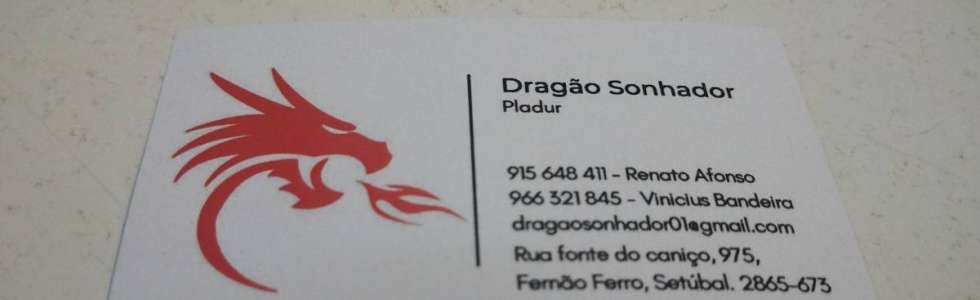 Dragão Sonhador
Pladur
915 648 411 - Renato Afonso
966 321 845 - Vinicius Bandeira
dragaosonhador01@gmail.com
Rua fonte do caniço, 975,
Fernão Ferro, Setúbal. 2865-673